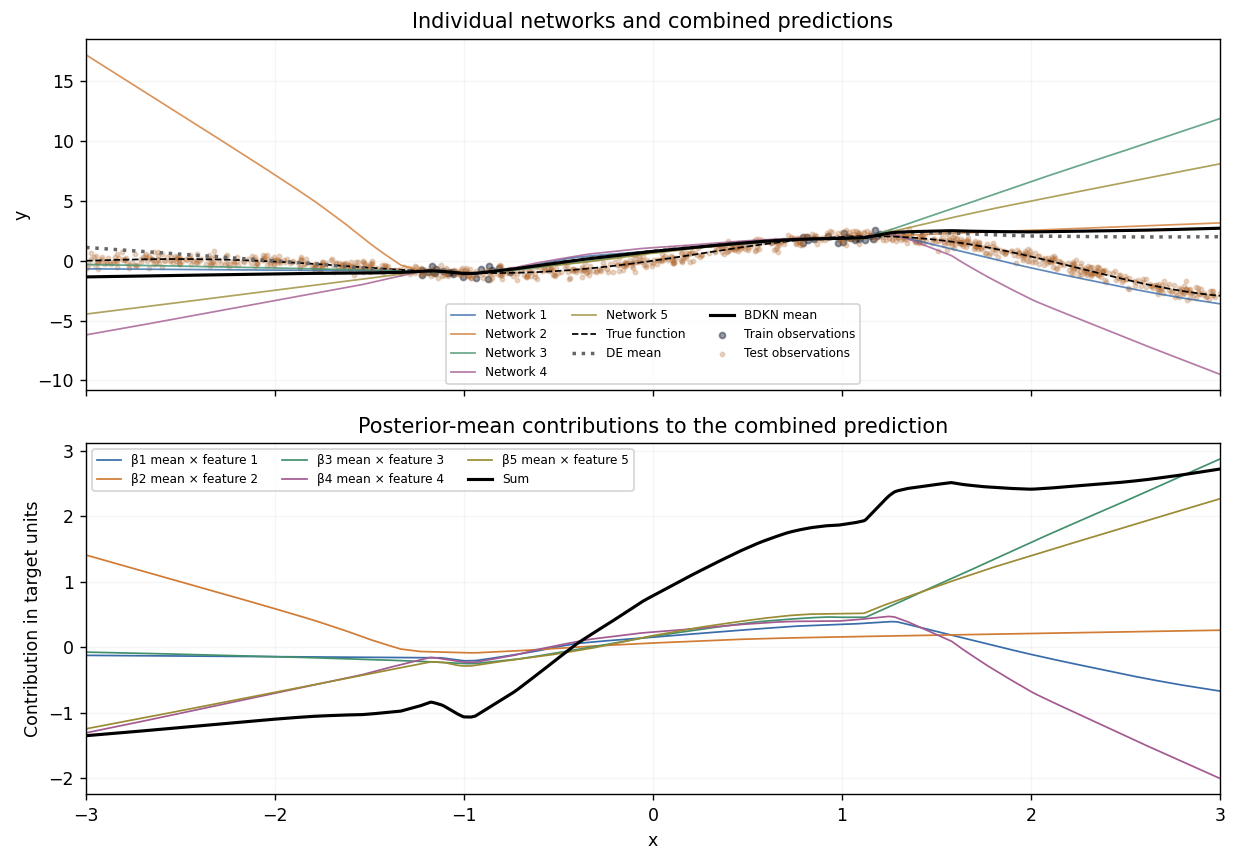 Individual networks and combined predictions
15
10
5
0
−5
−10
y
Network 1
Network 2
Network 3
Network 4
Network 5
True function
DE mean
BDKN mean
Train observations
Test observations
Posterior-mean contributions to the combined prediction
3
2
1
0
−1
−2
Contribution in target units
β1 mean × feature 1
β2 mean × feature 2
β3 mean × feature 3
β4 mean × feature 4
β5 mean × feature 5
Sum
−3
−2
−1
0
1
2
3
x